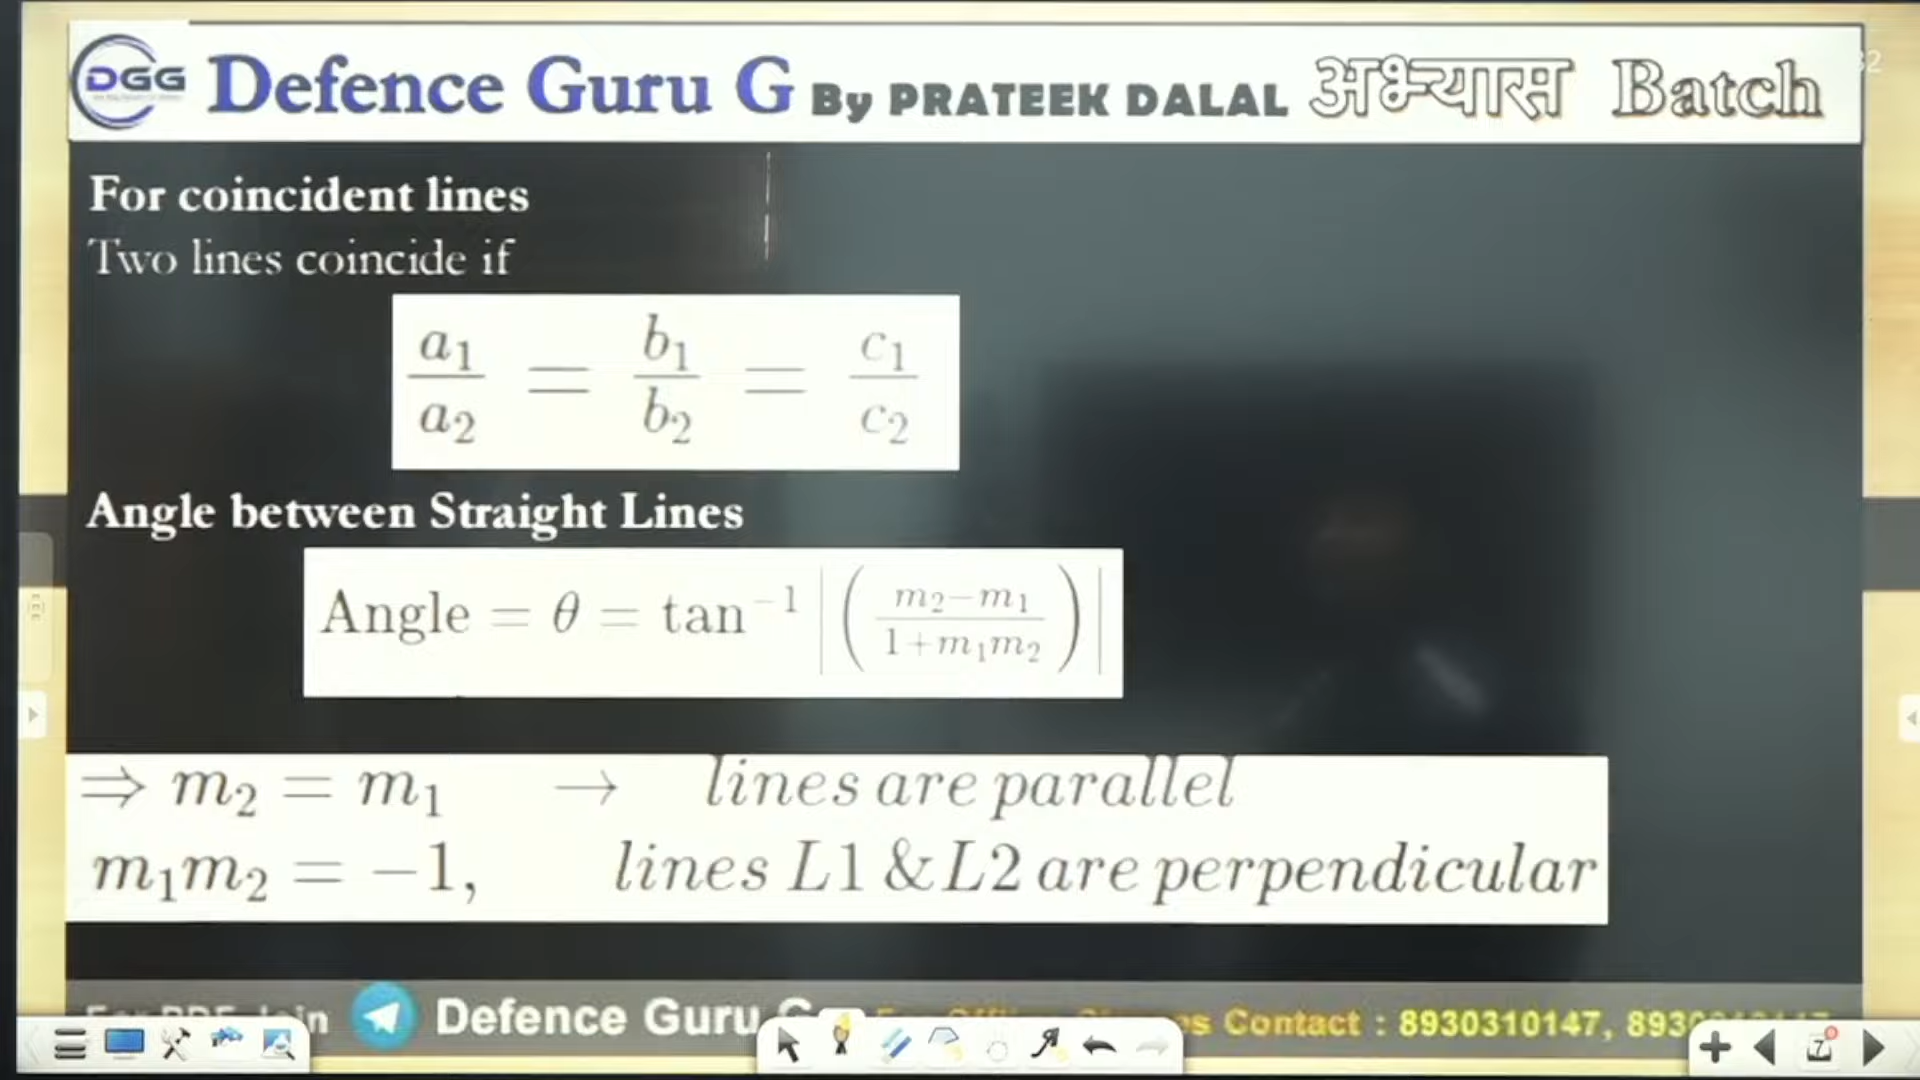 DGG Defence Guru G By PRATEEK DALAL अभ्यास Batch
For coincident lines
Two lines coincide if
a₁/a₂ = b₁/b₂ = c₁/c₂
Angle between Straight Lines
Angle = θ = tan⁻¹ |((m₂−m₁)/(1+m₁m₂))|
⇒ m₂ = m₁ → lines are parallel
m₁m₂ = −1, lines L1 & L2 are perpendicular
Defence Guru G Contact : 8930310147,
7